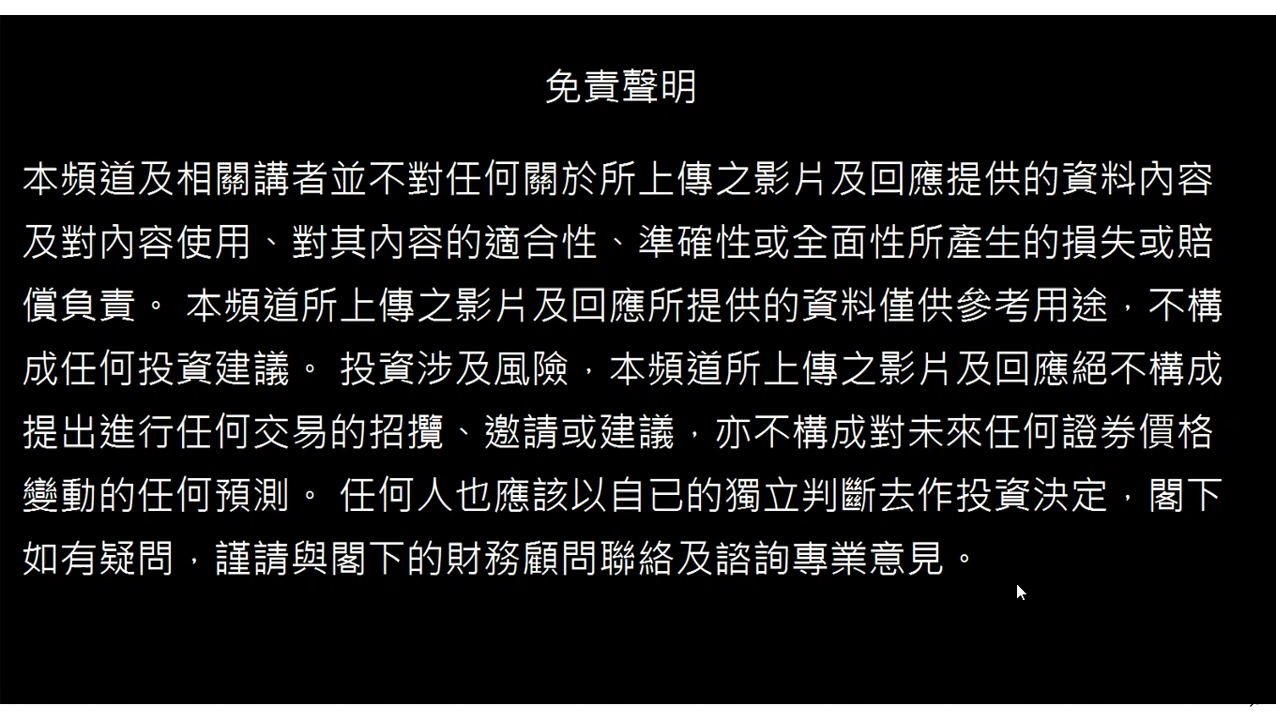 免責聲明
本頻道及相關講者並不對任何關於所上傳之影片及回應提供的資料內容
及對內容使用、對其內容的適合性、準確性或全面性所產生的損失或賠
償負責。 本頻道所上傳之影片及回應所提供的資料僅供參考用途，不構
成任何投資建議。 投資涉及風險，本頻道所上傳之影片及回應絕不構成
提出進行任何交易的招攬、邀請或建議，亦不構成對未來任何證券價格
變動的任何預測。 任何人也應該以自已的獨立判斷去作投資決定，閣下
如有疑問，謹請與閣下的財務顧問聯絡及諮詢專業意見。